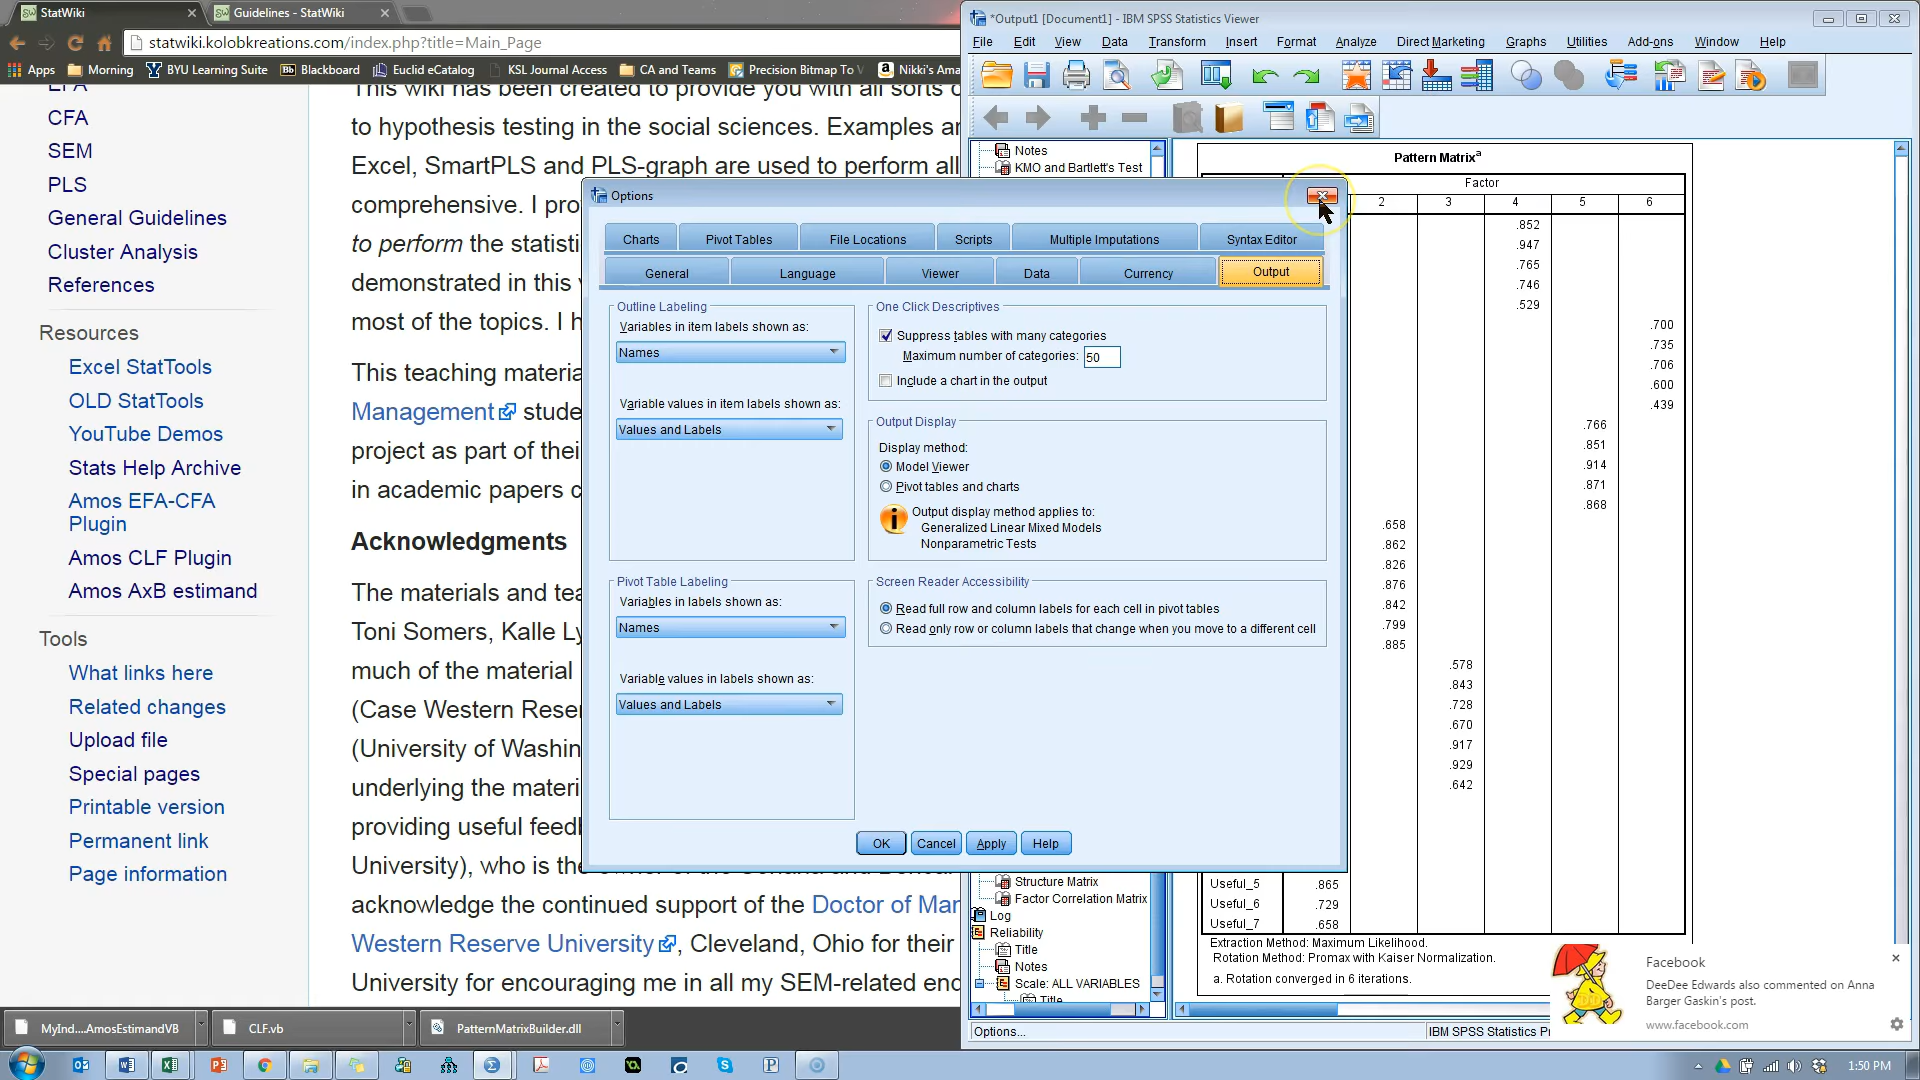 StatWiki
Guidelines - StatWiki
statwiki.kolobkreations.com/index.php?title=Main_Page
Apps
Morning
BYU Learning Suite
Blackboard
Euclid eCatalog
KSL Journal Access
CA and Teams
Precision Bitmap To V
Nikki's Ama
EFA
CFA
SEM
PLS
General Guidelines
Cluster Analysis
References
Resources
Excel StatTools
OLD StatTools
YouTube Demos
Stats Help Archive
Amos EFA-CFA
Plugin
Amos CLF Plugin
Amos AxB estimand
Tools
What links here
Related changes
Upload file
Special pages
Printable version
Permanent link
Page information
This wiki has been created to provide you with all sorts o
to hypothesis testing in the social sciences. Examples ar
Excel, SmartPLS and PLS-graph are used to perform all
comprehensive. I pro
to perform the statisti
demonstrated in this v
most of the topics. I h
This teaching materia
Management stude
project as part of their
in academic papers c
Acknowledgments
The materials and tea
Toni Somers, Kalle Ly
much of the material
(Case Western Reser
(University of Washin
underlying the materi
providing useful feedb
University), who is the
acknowledge the continued support of the Doctor of Mar
Western Reserve University, Cleveland, Ohio for their
University for encouraging me in all my SEM-related end
*Output1 [Document1] - IBM SPSS Statistics Viewer
File Edit View Data Transform Insert Format Analyze Direct Marketing Graphs Utilities Add-ons Window Help
Notes
KMO and Bartlett's Test
Structure Matrix
Factor Correlation Matrix
Log
Reliability
Title
Notes
Scale: ALL VARIABLES
Title
Options
Charts
Pivot Tables
File Locations
Scripts
Multiple Imputations
Syntax Editor
General
Language
Viewer
Data
Currency
Output
Outline Labeling
Variables in item labels shown as:
Names
Variable values in item labels shown as:
Values and Labels
Pivot Table Labeling
Variables in labels shown as:
Names
Variable values in labels shown as:
Values and Labels
One Click Descriptives
Suppress tables with many categories
Maximum number of categories: 50
Include a chart in the output
Output Display
Display method:
Model Viewer
Pivot tables and charts
Output display method applies to:
Generalized Linear Mixed Models
Nonparametric Tests
Screen Reader Accessibility
Read full row and column labels for each cell in pivot tables
Read only row or column labels that change when you move to a different cell
OK
Cancel
Apply
Help
Pattern Matrixa
Factor
2 3 4 5 6
.852
.947
.765
.746
.529
.700
.735
.706
.600
.439
.766
.851
.914
.871
.868
.658
.862
.826
.876
.842
.799
.885
.578
.843
.728
.670
.917
.929
.642
Useful_5 .865
Useful_6 .729
Useful_7 .658
Extraction Method: Maximum Likelihood.
Rotation Method: Promax with Kaiser Normalization.
a. Rotation converged in 6 iterations.
Options...
IBM SPSS Statistics Pr
Facebook
DeeDee Edwards also commented on Anna
Barger Gaskin's post.
www.facebook.com
MyInd....AmosEstimandVB
CLF.vb
PatternMatrixBuilder.dll
1:50 PM